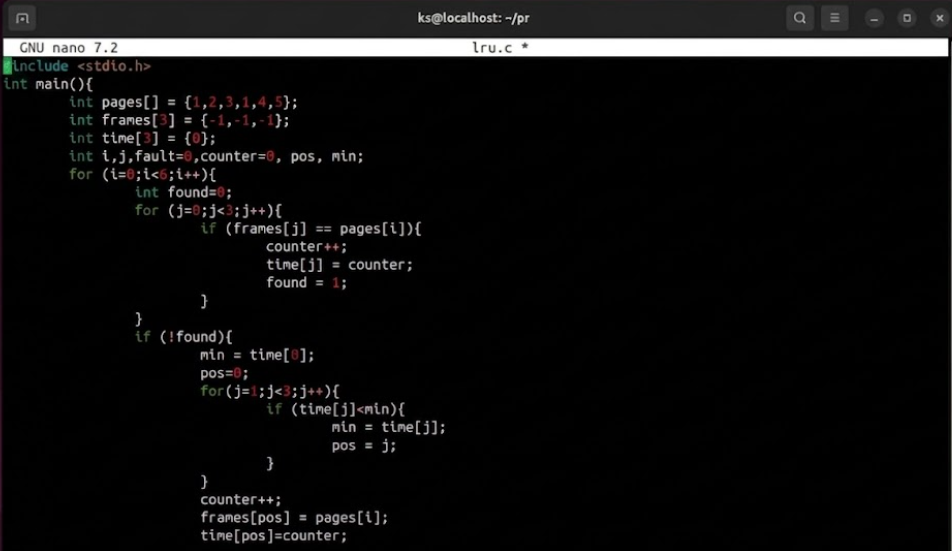 ks@localhost: ~/pr
GNU nano 7.2 lru.c *
#include <stdio.h>
int main(){
        int pages[] = {1,2,3,1,4,5};
        int frames[3] = {-1,-1,-1};
        int time[3] = {0};
        int i,j,fault=0,counter=0, pos, min;
        for (i=0;i<6;i++){
                int found=0;
                for (j=0;j<3;j++){
                        if (frames[j] == pages[i]){
                                counter++;
                                time[j] = counter;
                                found = 1;
                        }
                }
                if (!found){
                        min = time[0];
                        pos=0;
                        for(j=1;j<3;j++){
                                if (time[j]<min){
                                        min = time[j];
                                        pos = j;
                                }
                        }
                        counter++;
                        frames[pos] = pages[i];
                        time[pos]=counter;